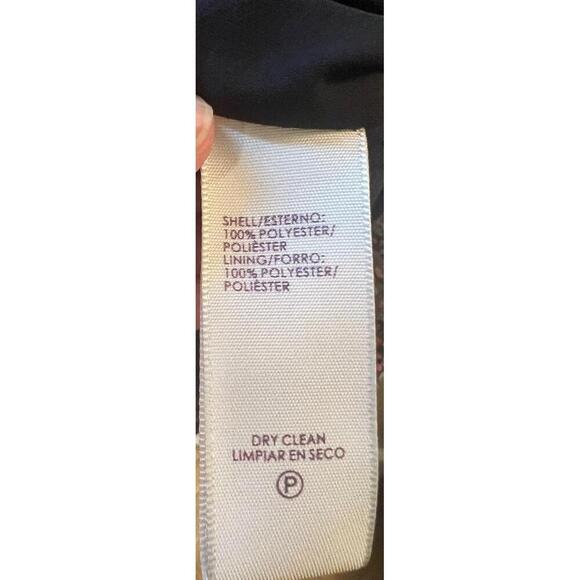 SHELL/ESTERNO:
100% POLYESTER/
POLIÈSTER
LINING/FORRO:
100% POLYESTER/
POLIÈSTER
DRY CLEAN
LIMPIAR EN SECO
P